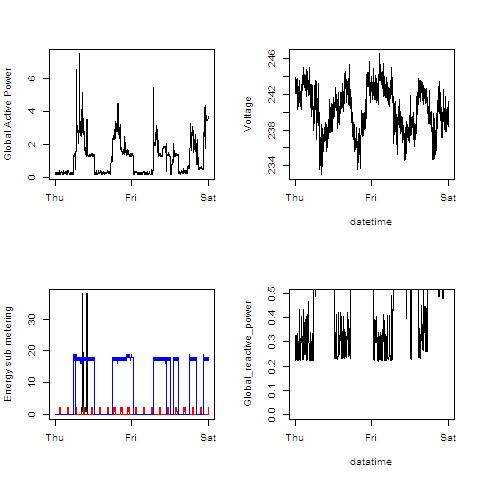 Global Active Power
0 2 4 6
Thu Fri Sat
Voltage
234 238 242 246
Thu Fri Sat
datetime
Energy sub metering
0 10 20 30
Thu Fri Sat
Global_reactive_power
0.0 0.1 0.2 0.3 0.4 0.5
Thu Fri Sat
datatime